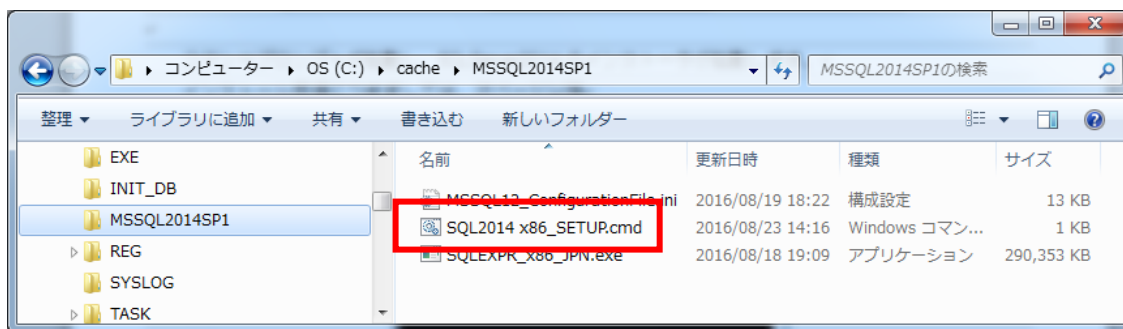 コンピューター ▸ OS (C:) ▸ cache ▸ MSSQL2014SP1
MSSQL2014SP1の検索
整理 ライブラリに追加 共有 書き込む 新しいフォルダー
EXE
INIT_DB
MSSQL2014SP1
REG
SYSLOG
TASK
名前 更新日時 種類 サイズ
MSSQL12_ConfigurationFile.ini 2016/08/19 18:22 構成設定 13 KB
SQL2014 x86_SETUP.cmd 2016/08/23 14:16 Windows コマン... 1 KB
SQLEXPR_x86_JPN.exe 2016/08/18 19:09 アプリケーション 290,353 KB